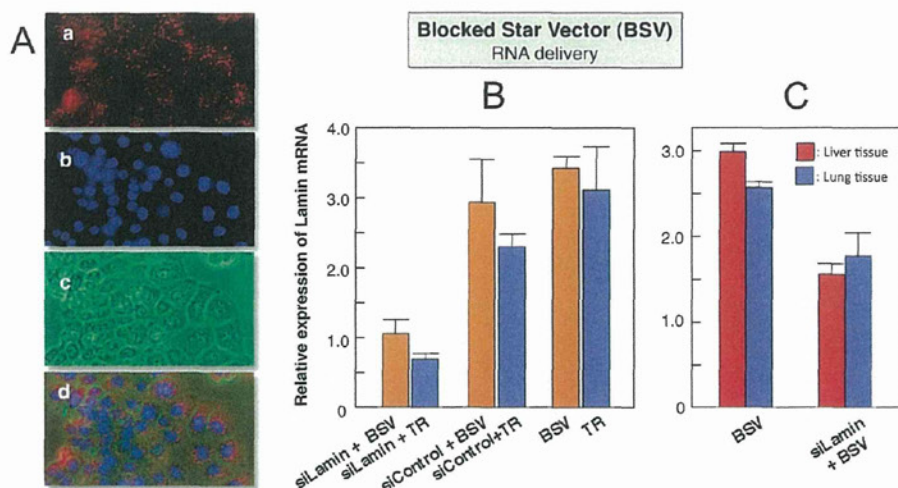 A
a
b
c
d
Blocked Star Vector (BSV)
RNA delivery
B
Relative expression of Lamin mRNA
4.0
3.0
2.0
1.0
0
siLamin + BSV
siLamin + TR
siControl + BSV
siControl+TR
BSV
TR
C
3.0
2.0
1.0
0
: Liver tissue
: Lung tissue
BSV
siLamin
+ BSV